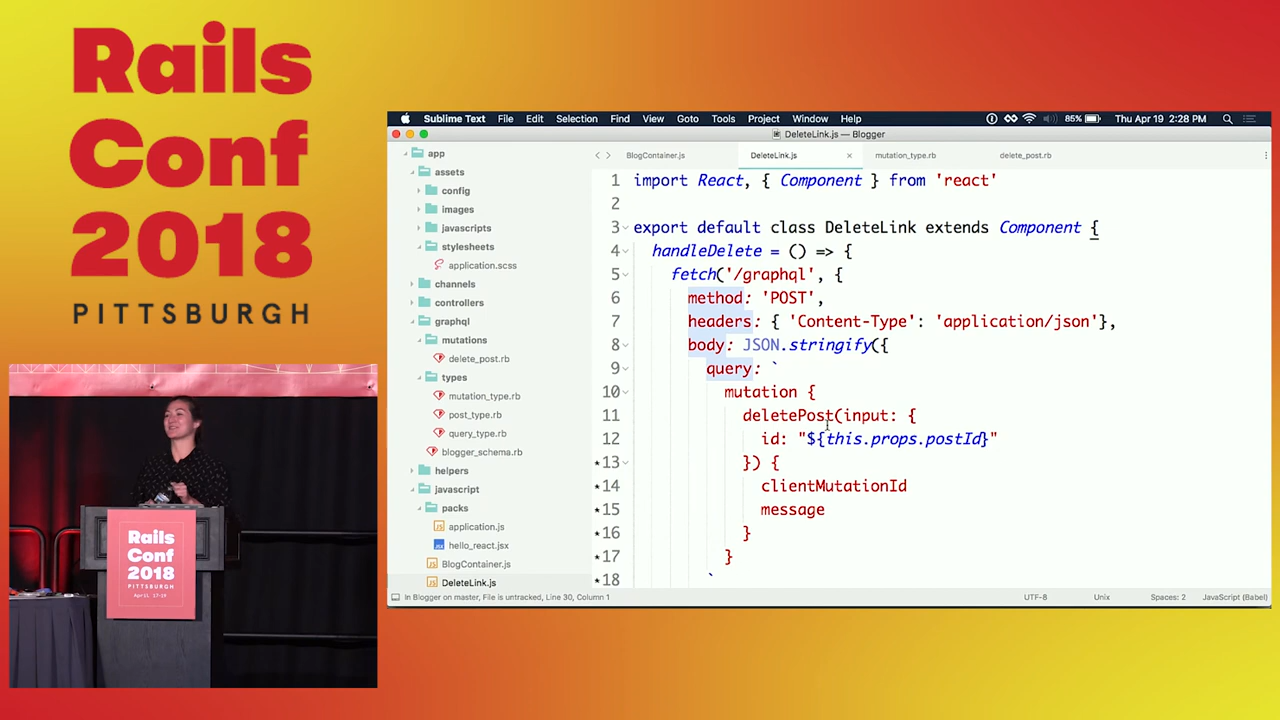 Rails
Conf
2018
PITTSBURGH
Rails
Conf
2018
PITTSBURGH
April, 17-19
Sublime Text File Edit Selection Find View Goto Tools Project Window Help 85% Thu Apr 19 2:28 PM
DeleteLink.js — Blogger
BlogContainer.js DeleteLink.js × mutation_type.rb delete_post.rb
app
assets
config
images
javascripts
stylesheets
application.scss
channels
controllers
graphql
mutations
delete_post.rb
types
mutation_type.rb
post_type.rb
query_type.rb
blogger_schema.rb
helpers
javascript
packs
application.js
hello_react.jsx
BlogContainer.js
DeleteLink.js
1 import React, { Component } from 'react'
2
3 export default class DeleteLink extends Component {
4 handleDelete = () => {
5 fetch('/graphql', {
6 method: 'POST',
7 headers: { 'Content-Type': 'application/json'},
8 body: JSON.stringify({
9 query: `
10 mutation {
11 deletePost(input: {
12 id: "${this.props.postId}"
13 }) {
14 clientMutationId
15 message
16 }
17 }
18 `
In Blogger on master, File is untracked, Line 30, Column 1 UTF-8 Unix Spaces: 2 JavaScript (Babel)